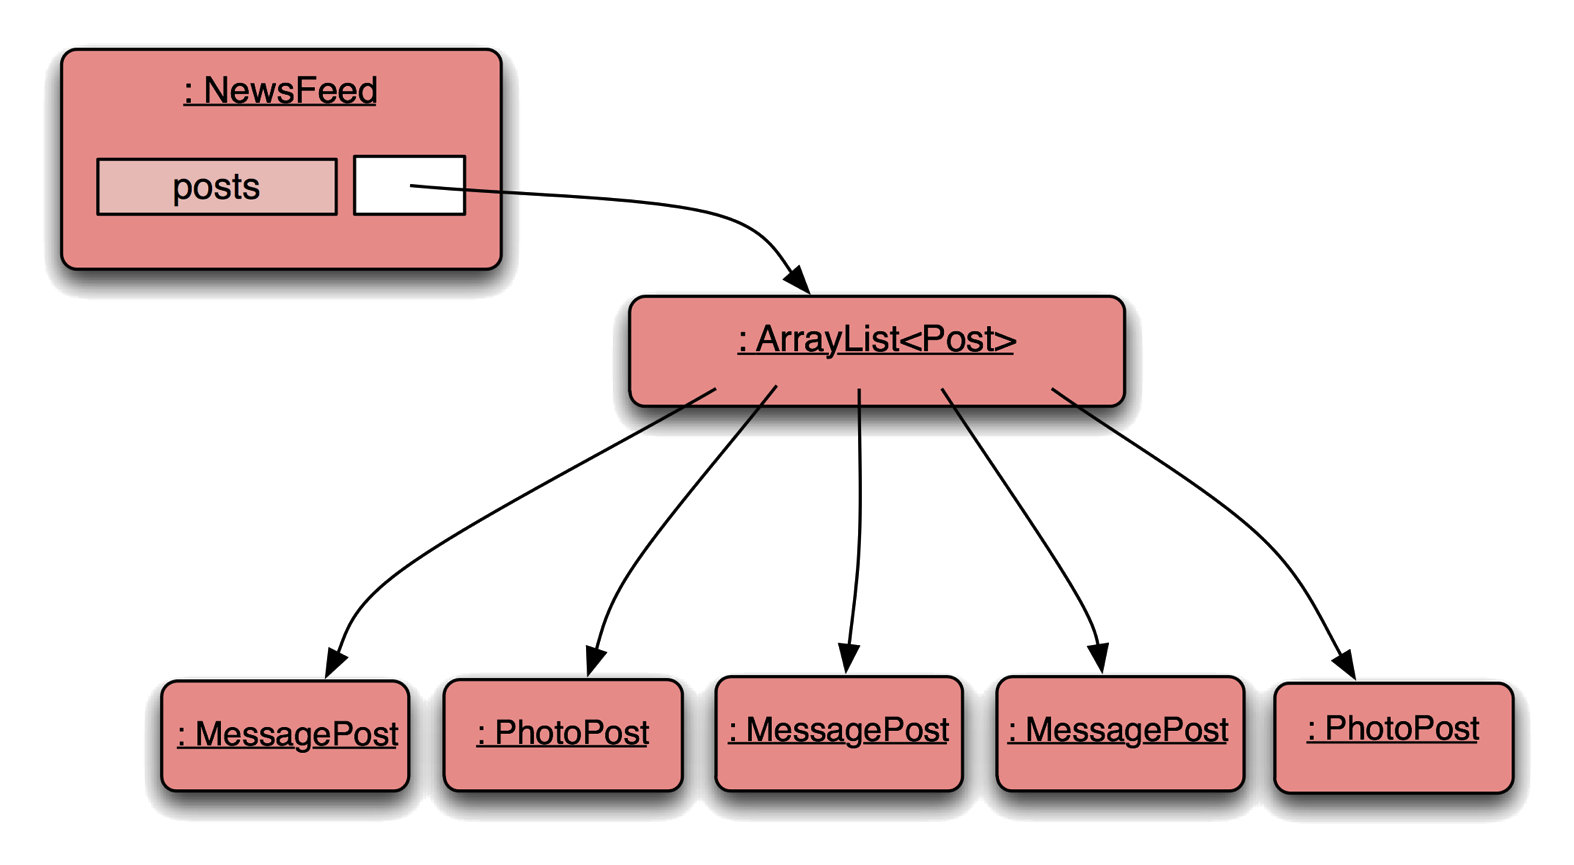 : NewsFeed
posts
: ArrayList<Post>
: MessagePost
: PhotoPost
: MessagePost
: MessagePost
: PhotoPost